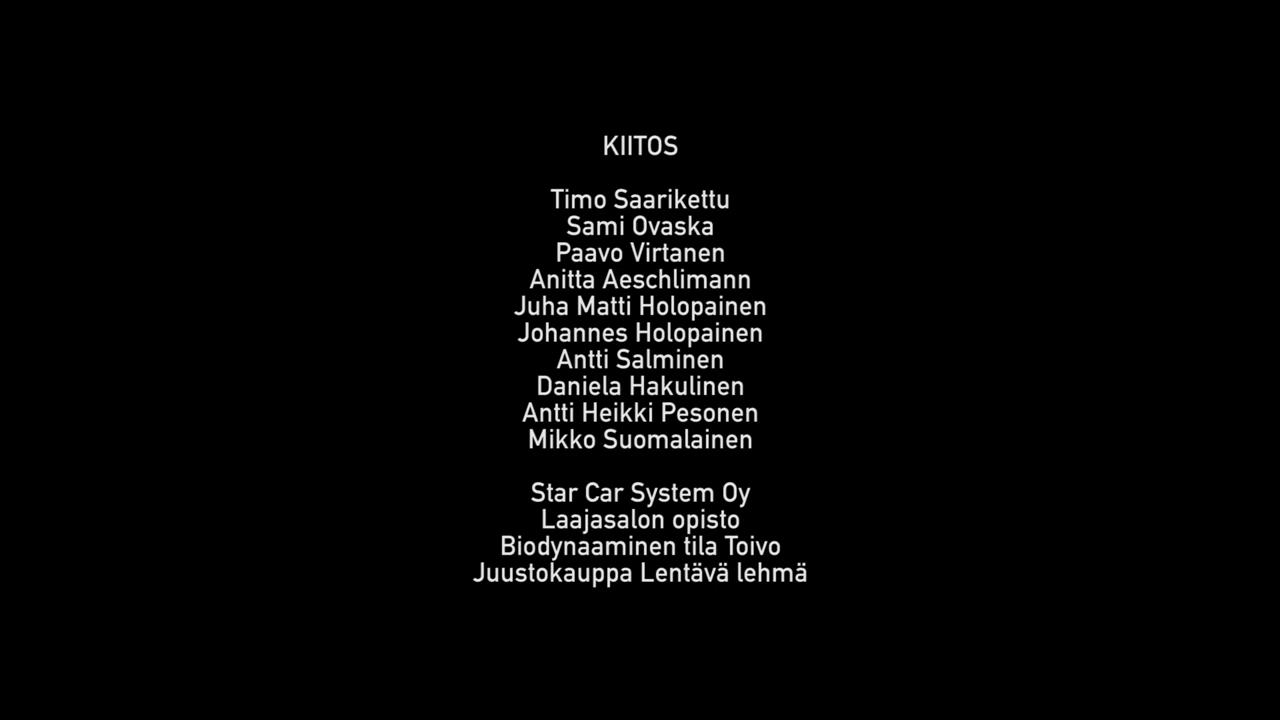 KIITOS
Timo Saarikettu
Sami Ovaska
Paavo Virtanen
Anitta Aeschlimann
Juha Matti Holopainen
Johannes Holopainen
Antti Salminen
Daniela Hakulinen
Antti Heikki Pesonen
Mikko Suomalainen
Star Car System Oy
Laajasalon opisto
Biodynaaminen tila Toivo
Juustokauppa Lentävä lehmä